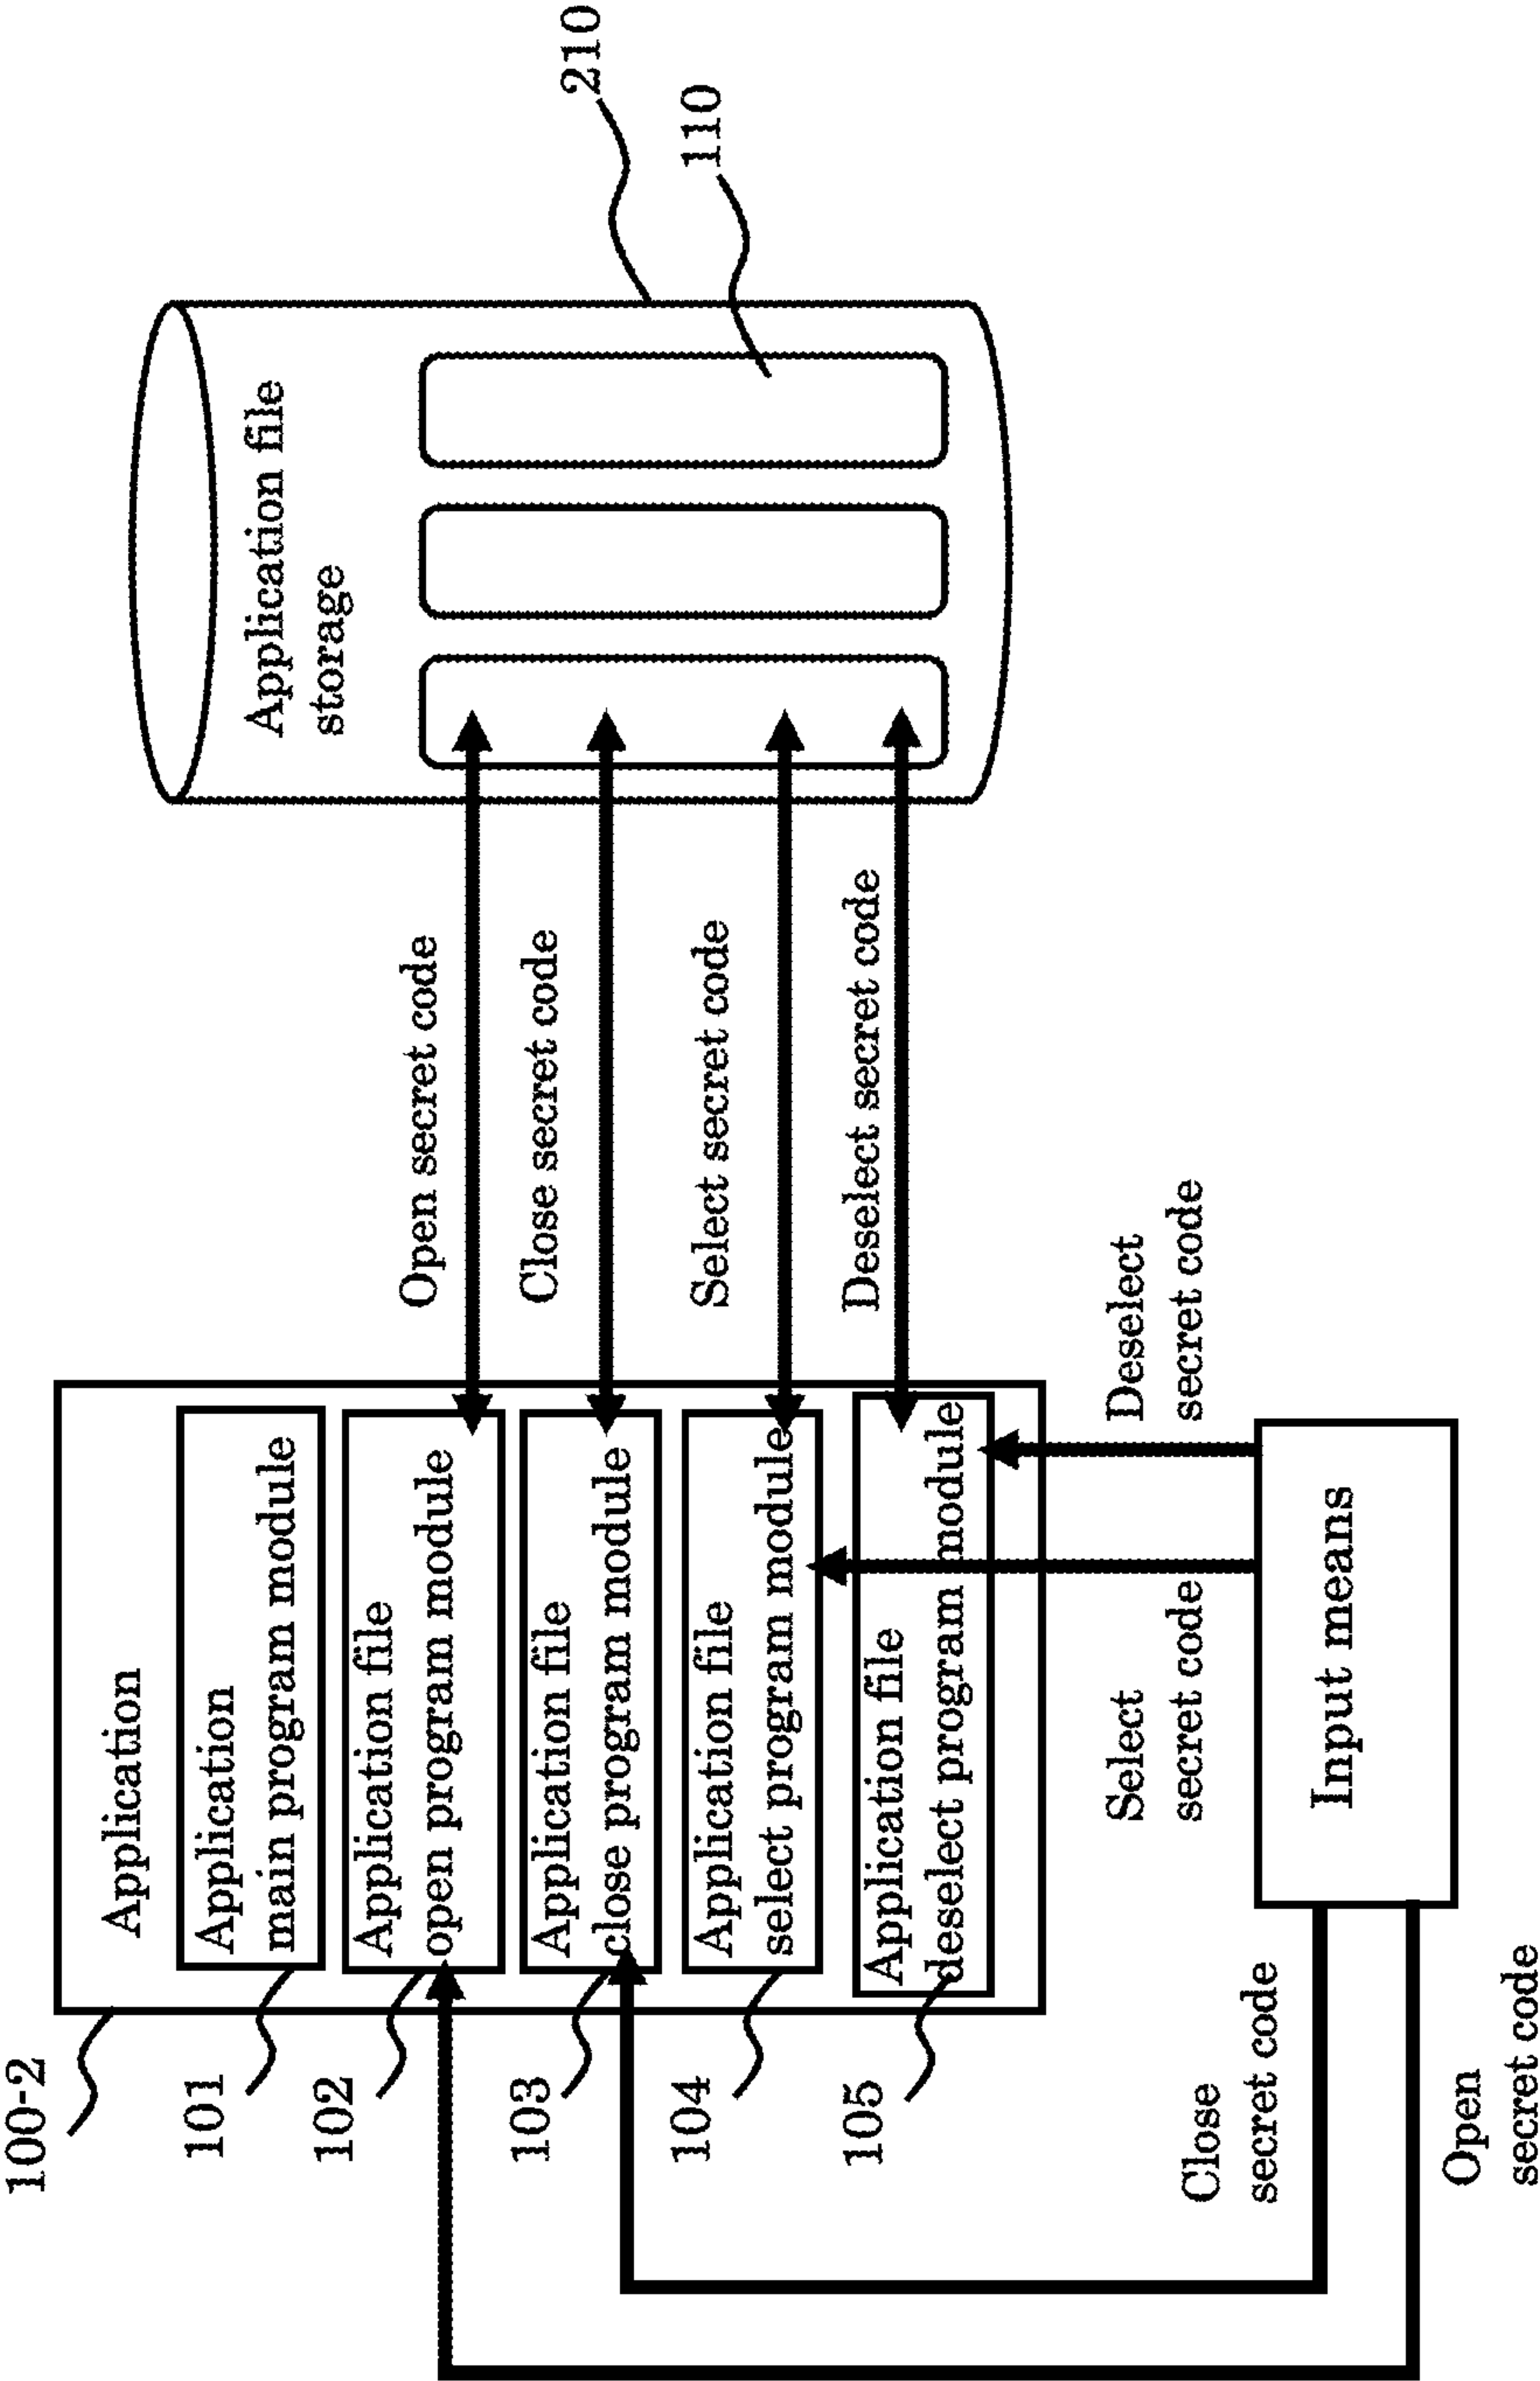 100-2
Application
101
Application
main program module
102
Application file
open program module
103
Application file
close program module
104
Application file
select program module
105
Application file
deselect program module
Open secret code
Close secret code
Select secret code
Deselect secret code
Application file
storage
210
110
Close
secret code
Open
secret code
Select
secret code
Deselect
secret code
Input means